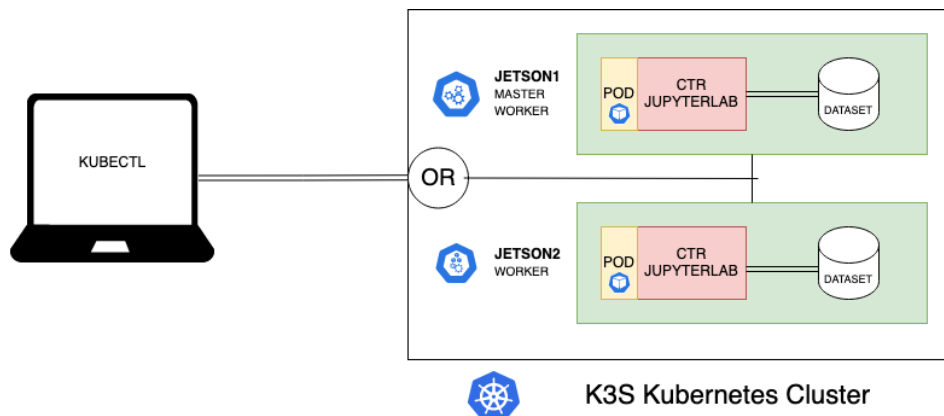 KUBECTL
OR
JETSON1
MASTER
WORKER
POD
CTR
JUPYTERLAB
DATASET
JETSON2
WORKER
POD
CTR
JUPYTERLAB
DATASET
K3S Kubernetes Cluster